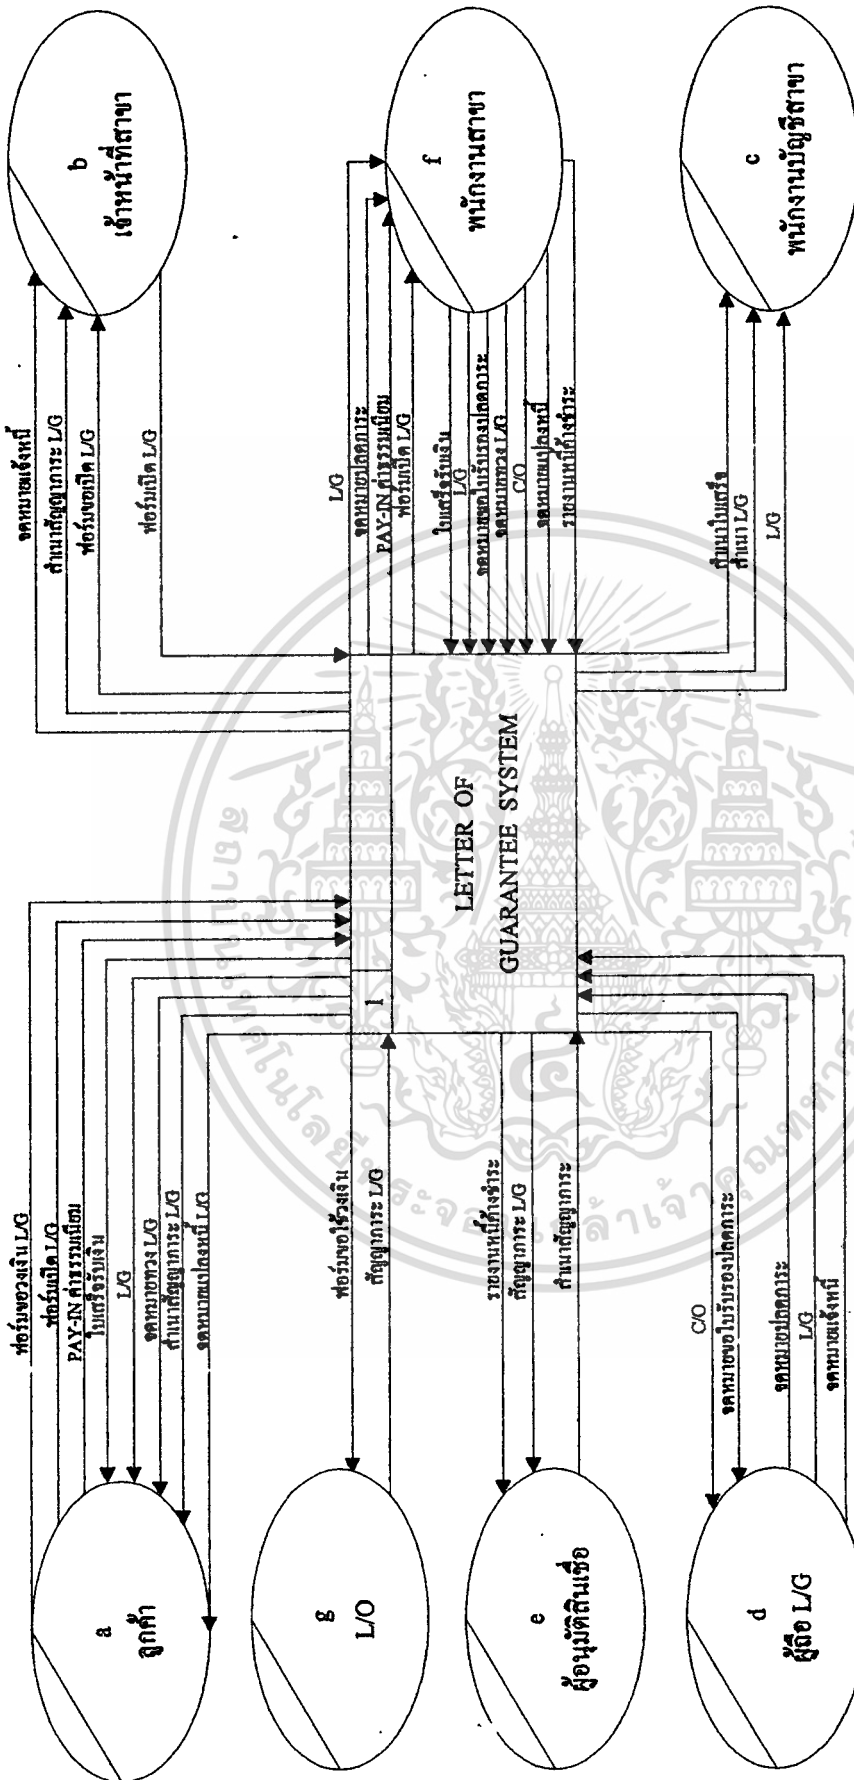 a
ลูกค้า
g
L/O
e
ผู้อนุมัติสินเชื่อ
d
ผู้ถือ L/G
ฟอร์มขอวงเงิน L/G
ฟอร์มเปิด L/G
PAY-IN ค่าธรรมเนียม
ใบเสร็จรับเงิน
L/G
จดหมายทวง L/G
สำเนาสัญญาภาระ L/G
จดหมายแปลงหนี้ L/G
ฟอร์มขอใช้วงเงิน
สัญญาภาระ L/G
รายงานหนี้ค้างชำระ
สัญญาภาระ L/G
สำเนาสัญญาภาระ
C/O
จดหมายขอใบรับรองปลดภาระ
จดหมายปลดภาระ
L/G
จดหมายแจ้งหนี้
1
LETTER OF
GUARANTEE SYSTEM
จดหมายแจ้งหนี้
สำเนาสัญญาภาระ L/G
ฟอร์มขอเปิด L/G
ฟอร์มเปิด L/G
L/G
จดหมายปลดภาระ
PAY-IN ค่าธรรมเนียม
ฟอร์มเปิด L/G
ใบเสร็จรับเงิน
L/G
จดหมายขอใบรับรองปลดภาระ
จดหมายทวง L/G
C/O
จดหมายแปลงหนี้
รายงานหนี้ค้างชำระ
สำเนาใบเสร็จ
สำเนา L/G
L/G
b
เจ้าหน้าที่สาขา
f
พนักงานสาขา
c
พนักงานบัญชีสาขา